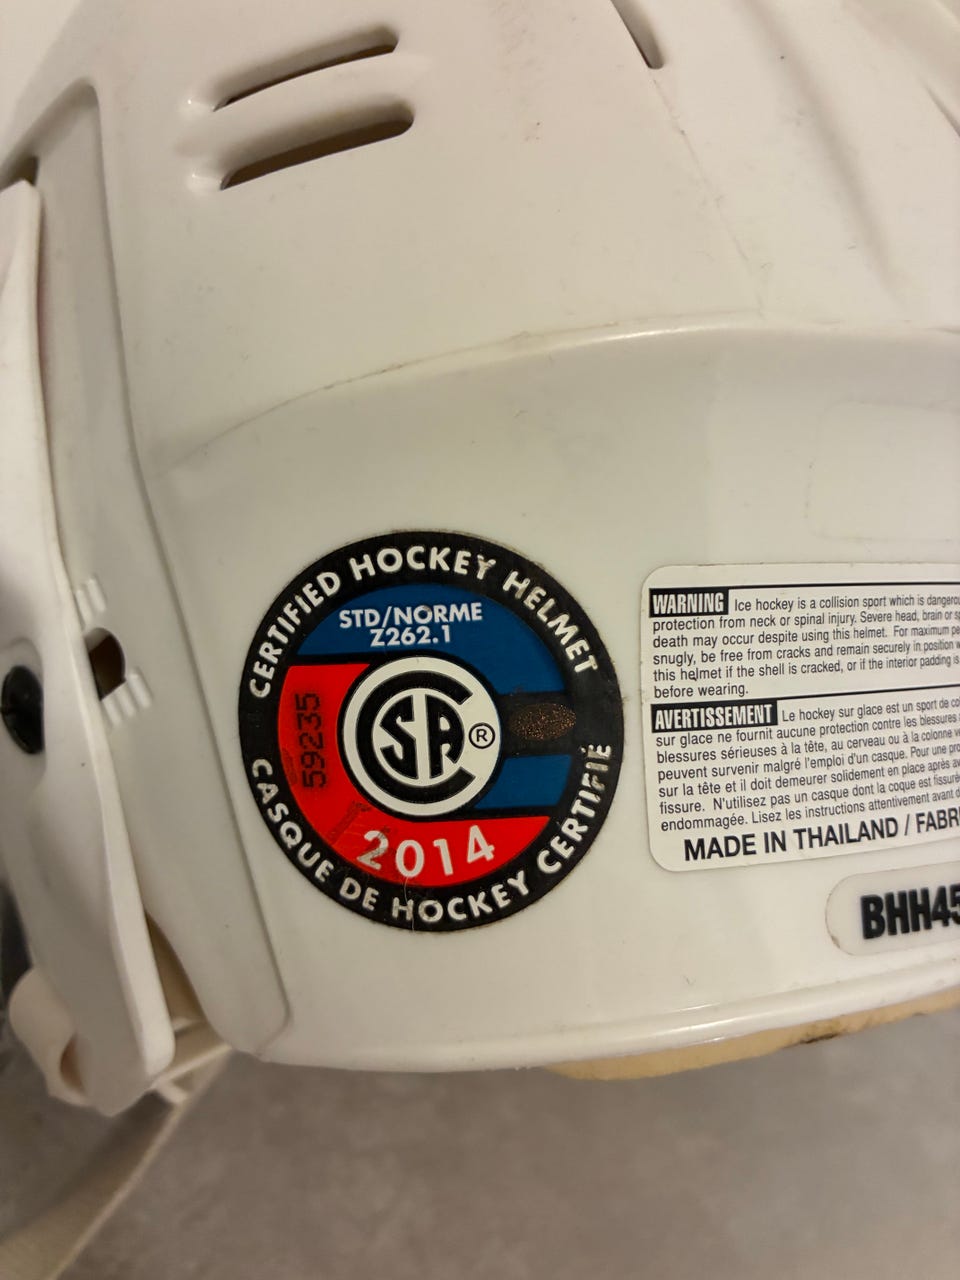 CERTIFIED HOCKEY HELMET
STD/NORME
Z262.1
59235
CSA®
2014
CASQUE DE HOCKEY CERTIFIÉ
WARNING Ice hockey is a collision sport which is
protection from neck or spinal injury. Severe head, brain or
death may occur despite using this helmet. For maximum
snugly, be free from cracks and remain securely in position
this helmet if the shell is cracked, or if the interior padding is
before wearing.
AVERTISSEMENT Le hockey sur glace est un sport de
sur glace ne fournit aucune protection contre les blessures
blessures sérieuses à la tête, au cerveau ou à la colonne
peuvent survenir malgré l'emploi d'un casque. Pour une
sur la tête et il doit demeurer solidement en place après
fissure. N'utilisez pas un casque dont la coque est
endommagée. Lisez les instructions attentivement avant
MADE IN THAILAND /
BHH45